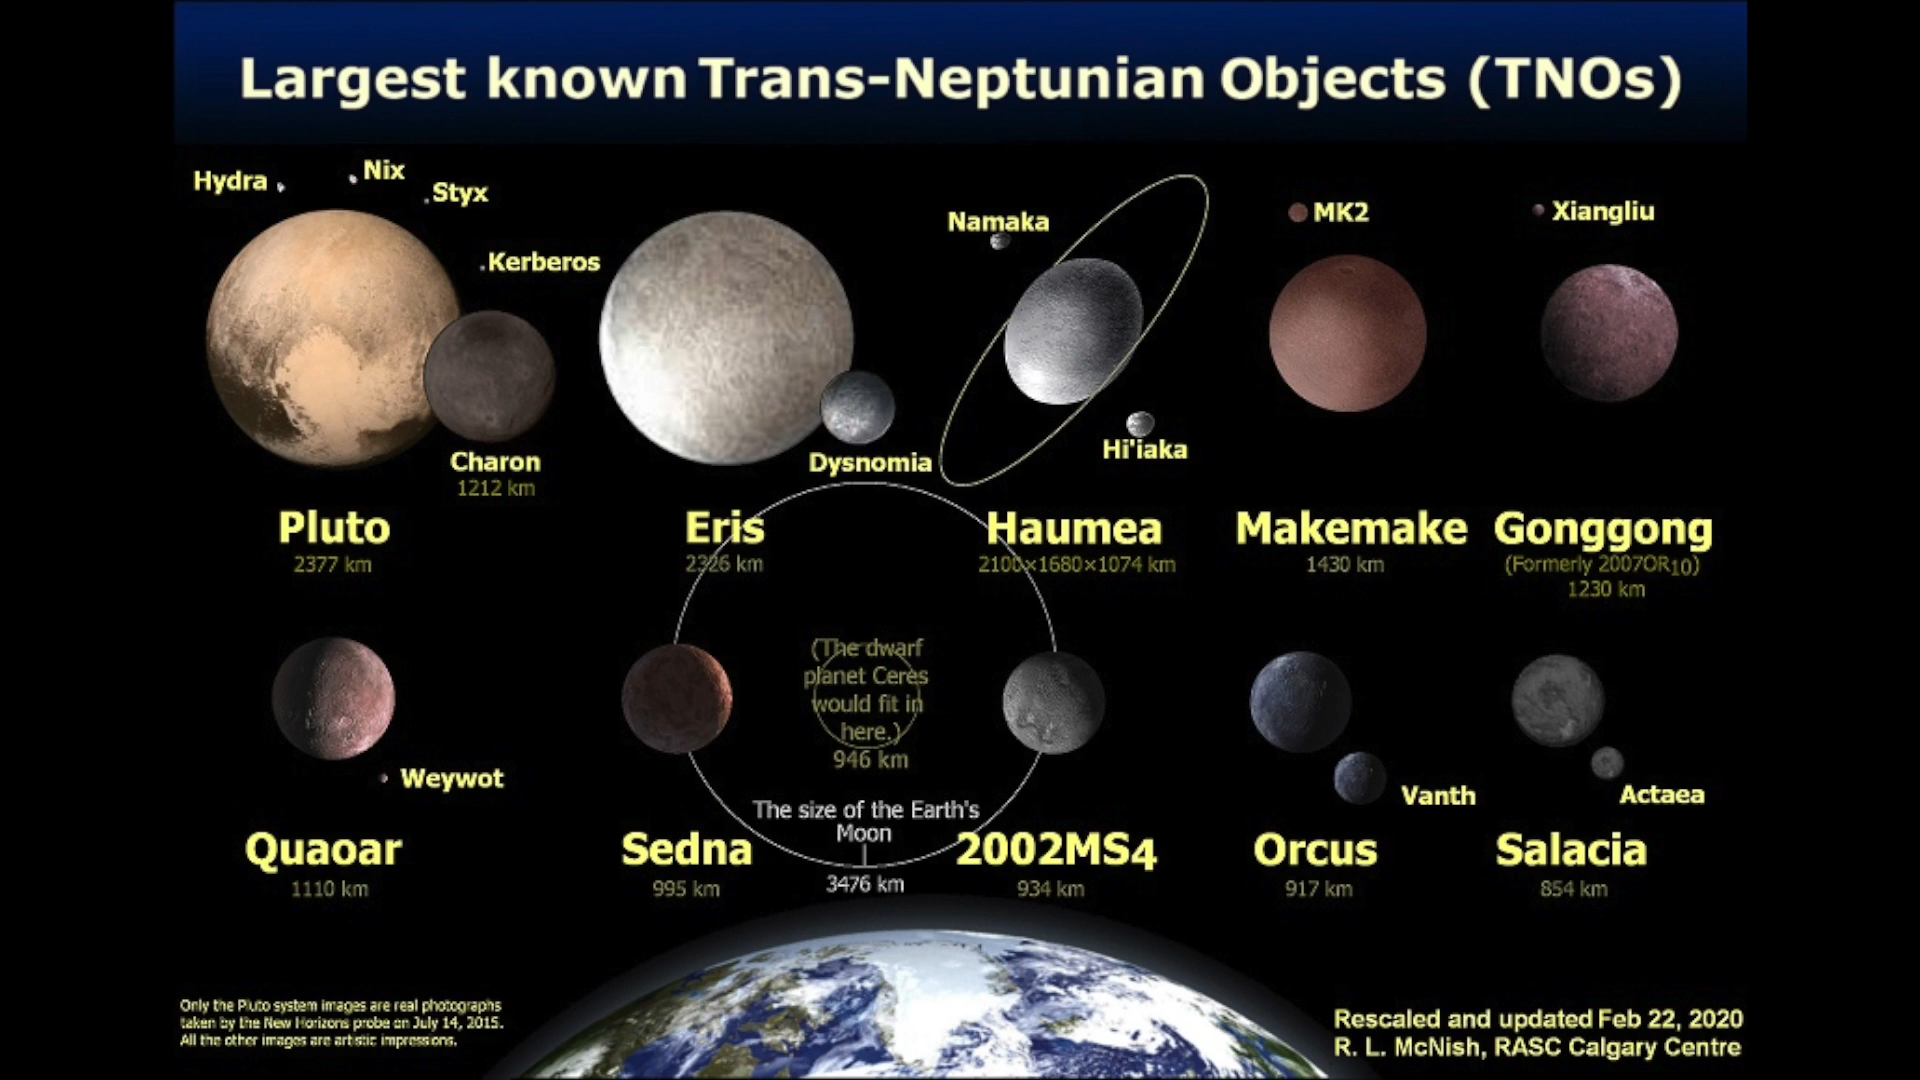 Largest known Trans-Neptunian Objects (TNOs)
Hydra
Nix
Styx
Kerberos
Namaka
MK2
Xiangliu
Charon
1212 km
Dysnomia
Hi'iaka
Pluto
2377 km
Eris
2326 km
Haumea
2100×1680×1074 km
Makemake
1430 km
Gonggong
(Formerly 2007OR10)
1230 km
(The dwarf
planet Ceres
would fit in
here.)
946 km
Weywot
The size of the Earth's
Moon
3476 km
Vanth
Actaea
Quaoar
1110 km
Sedna
995 km
2002MS4
934 km
Orcus
917 km
Salacia
854 km
Only the Pluto system images are real photographs
taken by the New Horizons probe on July 14, 2015.
All the other images are artistic impressions.
Rescaled and updated Feb 22, 2020
R. L. McNish, RASC Calgary Centre